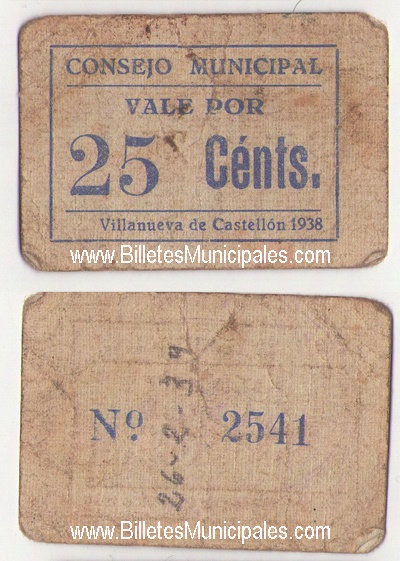 CONSEJO MUNICIPAL
VALE POR
25 Cénts.
Villanueva de Castellón 1938
www.BilletesMunicipales.com
Nº 2541
26-2-39
www.BilletesMunicipales.com